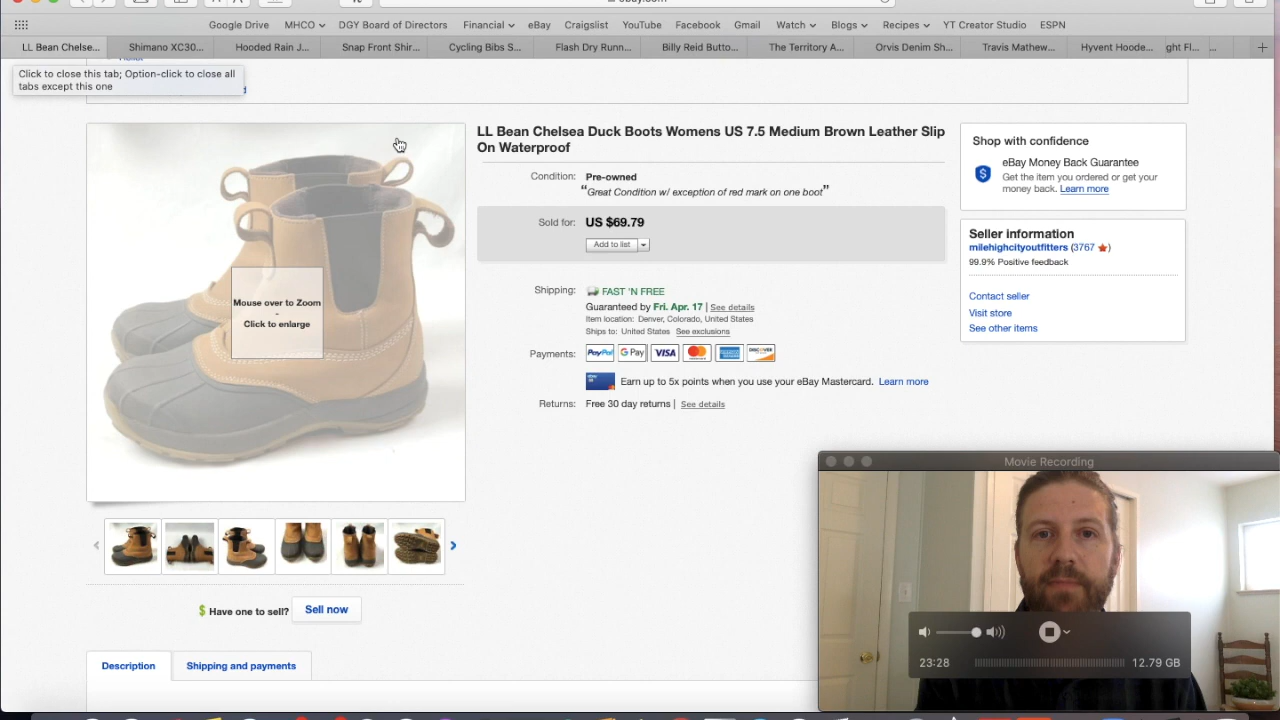 ebay.com
Google Drive MHCO DGY Board of Directors Financial eBay Craigslist YouTube Facebook Gmail Watch Blogs Recipes YT Creator Studio ESPN
LL Bean Chelse... Shimano XC30... Hooded Rain J... Snap Front Shir... Cycling Bibs S... Flash Dry Runn... Billy Reid Butto... The Territory A... Orvis Denim Sh... Travis Mathew... Hyvent Hoode... ght Fl... ...
Click to close this tab; Option-click to close all
tabs except this one
LL Bean Chelsea Duck Boots Womens US 7.5 Medium Brown Leather Slip
On Waterproof
Condition: Pre-owned
“Great Condition w/ exception of red mark on one boot”
Sold for: US $69.79
Add to list
Shipping: FAST 'N FREE
Guaranteed by Fri. Apr. 17 | See details
Item location: Denver, Colorado, United States
Ships to: United States See exclusions
Payments: PayPal G Pay VISA DISCOVER
Earn up to 5x points when you use your eBay Mastercard. Learn more
Returns: Free 30 day returns | See details
Shop with confidence
eBay Money Back Guarantee
Get the item you ordered or get your
money back. Learn more
Seller information
milehighcityoutfitters (3767 ★)
99.9% Positive feedback
Contact seller
Visit store
See other items
Mouse over to Zoom
-
Click to enlarge
$ Have one to sell? Sell now
Description Shipping and payments
Movie Recording
23:28 12.79 GB